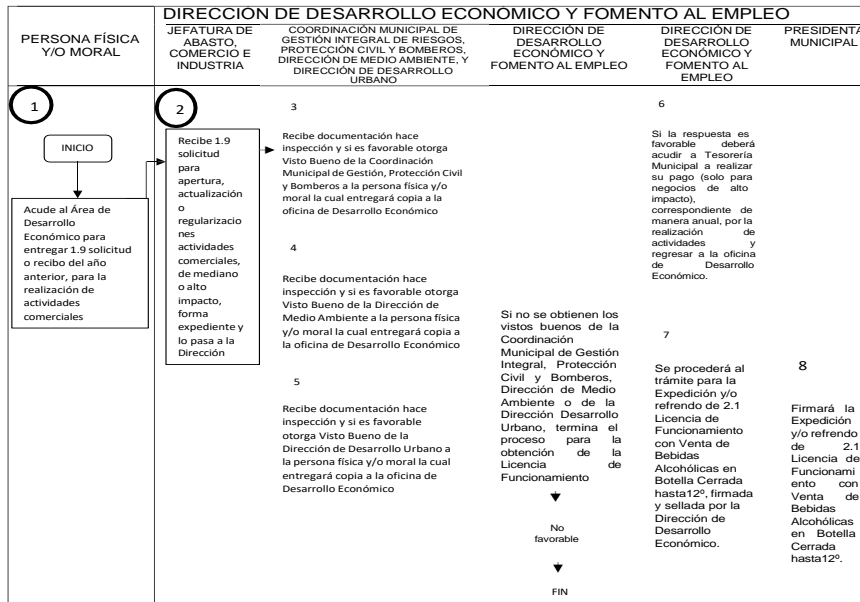 DIRECCIÓN DE DESARROLLO ECONÓMICO Y FOMENTO AL EMPLEO
PERSONA FÍSICA
Y/O MORAL
JEFATURA DE
ABASTO,
COMERCIO E
INDUSTRIA
COORDINACIÓN MUNICIPAL DE
GESTIÓN INTEGRAL DE RIESGOS,
PROTECCIÓN CIVIL Y BOMBEROS,
DIRECCIÓN DE MEDIO AMBIENTE, Y
DIRECCIÓN DE DESARROLLO
URBANO
DIRECCIÓN DE
DESARROLLO
ECONÓMICO Y
FOMENTO AL EMPLEO
DIRECCIÓN DE
DESARROLLO
ECONÓMICO Y
FOMENTO AL
EMPLEO
PRESIDENTA
MUNICIPAL
1
INICIO
Acude al Área de
Desarrollo
Económico para
entregar 1.9 solicitud
o recibo del año
anterior, para la
realización de
actividades
comerciales
2
Recibe 1.9
solicitud
para
apertura,
actualización
o
regularizacio
nes
actividades
comerciales,
de mediano
o alto
impacto,
forma
expediente y
lo pasa a la
Dirección
3
Recibe documentación hace
inspección y si es favorable otorga
Visto Bueno de la Coordinación
Municipal de Gestión, Protección Civil
y Bomberos a la persona física y/o
moral la cual entregará copia a la
oficina de Desarrollo Económico
4
Recibe documentación hace
inspección y si es favorable otorga
Visto Bueno de la Dirección de
Medio Ambiente a la persona física
y/o moral la cual entregará copia a
la oficina de Desarrollo Económico
5
Recibe documentación hace
inspección y si es favorable
otorga Visto Bueno de la
Dirección de Desarrollo Urbano a
la persona física y/o moral la cual
entregará copia a la oficina de
Desarrollo Económico
Si no se obtienen los
vistos buenos de la
Coordinación
Municipal de Gestión
Integral, Protección
Civil y Bomberos,
Dirección de Medio
Ambiente o de la
Dirección Desarrollo
Urbano, termina el
proceso para la
obtención de la
Licencia de
Funcionamiento
No
favorable
FIN
6
Si la respuesta es
favorable deberá
acudir a Tesorería
Municipal a realizar
su pago (solo para
negocios de alto
impacto),
correspondiente de
manera anual, por la
realización de
actividades y
regresar a la oficina
de Desarrollo
Económico.
7
Se procederá al
trámite para la
Expedición y/o
refrendo de 2.1
Licencia de
Funcionamiento
con Venta de
Bebidas
Alcohólicas en
Botella Cerrada
hasta12º, firmada
y sellada por la
Dirección de
Desarrollo
Económico.
8
Firmará la
Expedición
y/o refrendo
de 2.1
Licencia de
Funcionami
ento con
Venta de
Bebidas
Alcohólicas
en Botella
Cerrada
hasta12º.